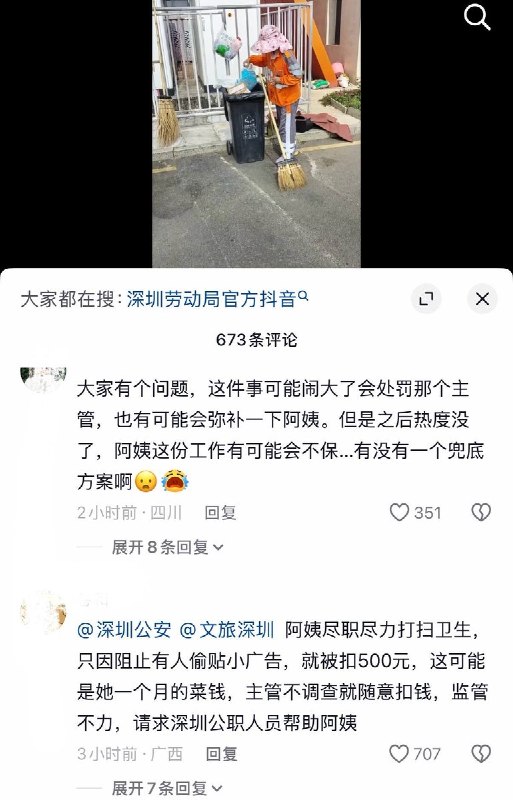 大家都在搜：深圳劳动局官方抖音
673条评论
大家有个问题，这件事可能闹大了会处罚那个主
管，也有可能会弥补一下阿姨。但是之后热度没
了，阿姨这份工作有可能会不保...有没有一个兜底
方案啊😦😭
2小时前 · 四川 回复 351
展开8条回复
@深圳公安 @文旅深圳 阿姨尽职尽力打扫卫生，
只因阻止有人偷贴小广告，就被扣500元，这可能
是她一个月的菜钱，主管不调查就随意扣钱，监管
不力，请求深圳公职人员帮助阿姨
3小时前 · 广西 回复 707
展开7条回复